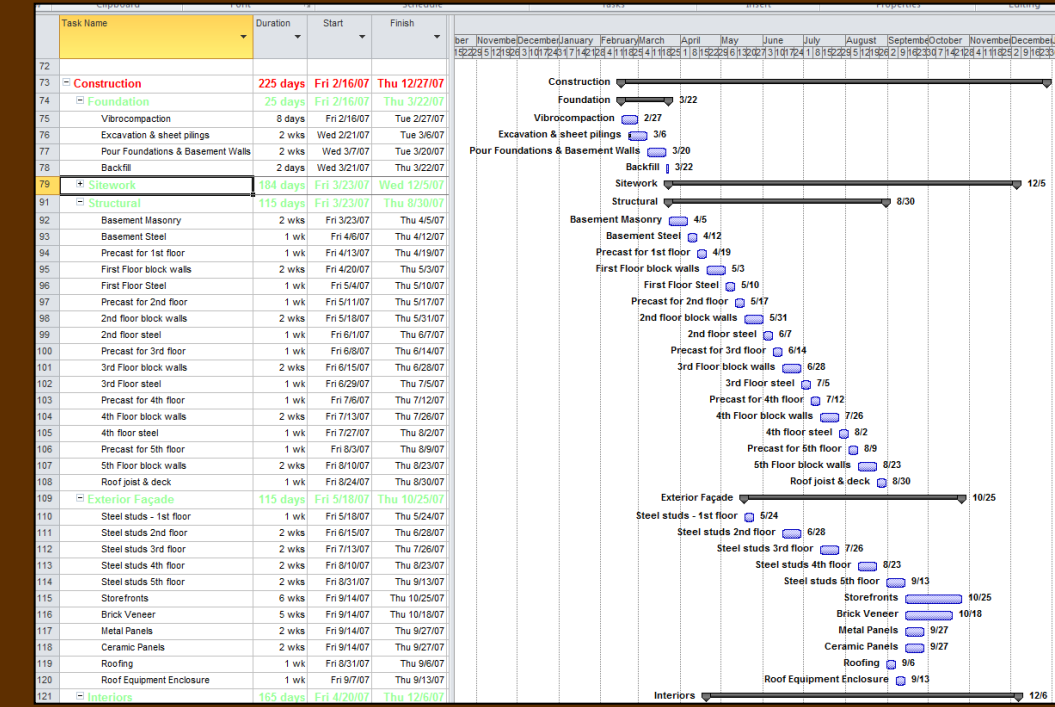 Task Name Duration Start Finish
November December January February March April May June July August September October November December
72
73 Construction 225 days Fri 2/16/07 Thu 12/27/07 Construction
74 Foundation 25 days Fri 2/16/07 Thu 3/22/07 Foundation 3/22
75 Vibrocompaction 8 days Fri 2/16/07 Tue 2/27/07 Vibrocompaction 2/27
76 Excavation & sheet pilings 2 wks Wed 2/21/07 Tue 3/6/07 Excavation & sheet pilings 3/6
77 Pour Foundations & Basement Walls 2 wks Wed 3/7/07 Tue 3/20/07 Pour Foundations & Basement Walls 3/20
78 Backfill 2 days Wed 3/21/07 Thu 3/22/07 Backfill 3/22
79 Sitework 184 days Fri 3/23/07 Wed 12/5/07 Sitework 12/5
91 Structural 115 days Fri 3/23/07 Thu 8/30/07 Structural 8/30
92 Basement Masonry 2 wks Fri 3/23/07 Thu 4/5/07 Basement Masonry 4/5
93 Basement Steel 1 wk Fri 4/6/07 Thu 4/12/07 Basement Steel 4/12
94 Precast for 1st floor 1 wk Fri 4/13/07 Thu 4/19/07 Precast for 1st floor 4/19
95 First Floor block walls 2 wks Fri 4/20/07 Thu 5/3/07 First Floor block walls 5/3
96 First Floor Steel 1 wk Fri 5/4/07 Thu 5/10/07 First Floor Steel 5/10
97 Precast for 2nd floor 1 wk Fri 5/11/07 Thu 5/17/07 Precast for 2nd floor 5/17
98 2nd floor block walls 2 wks Fri 5/18/07 Thu 5/31/07 2nd floor block walls 5/31
99 2nd floor steel 1 wk Fri 6/1/07 Thu 6/7/07 2nd floor steel 6/7
100 Precast for 3rd floor 1 wk Fri 6/8/07 Thu 6/14/07 Precast for 3rd floor 6/14
101 3rd Floor block walls 2 wks Fri 6/15/07 Thu 6/28/07 3rd Floor block walls 6/28
102 3rd Floor steel 1 wk Fri 6/29/07 Thu 7/5/07 3rd Floor steel 7/5
103 Precast for 4th floor 1 wk Fri 7/6/07 Thu 7/12/07 Precast for 4th floor 7/12
104 4th Floor block walls 2 wks Fri 7/13/07 Thu 7/26/07 4th Floor block walls 7/26
105 4th floor steel 1 wk Fri 7/27/07 Thu 8/2/07 4th floor steel 8/2
106 Precast for 5th floor 1 wk Fri 8/3/07 Thu 8/9/07 Precast for 5th floor 8/9
107 5th Floor block walls 2 wks Fri 8/10/07 Thu 8/23/07 5th Floor block walls 8/23
108 Roof joist & deck 1 wk Fri 8/24/07 Thu 8/30/07 Roof joist & deck 8/30
109 Exterior Façade 115 days Fri 5/18/07 Thu 10/25/07 Exterior Façade 10/25
110 Steel studs - 1st floor 1 wk Fri 5/18/07 Thu 5/24/07 Steel studs - 1st floor 5/24
111 Steel studs 2nd floor 2 wks Fri 6/15/07 Thu 6/28/07 Steel studs 2nd floor 6/28
112 Steel studs 3rd floor 2 wks Fri 7/13/07 Thu 7/26/07 Steel studs 3rd floor 7/26
113 Steel studs 4th floor 2 wks Fri 8/10/07 Thu 8/23/07 Steel studs 4th floor 8/23
114 Steel studs 5th floor 2 wks Fri 8/31/07 Thu 9/13/07 Steel studs 5th floor 9/13
115 Storefronts 6 wks Fri 9/14/07 Thu 10/25/07 Storefronts 10/25
116 Brick Veneer 5 wks Fri 9/14/07 Thu 10/18/07 Brick Veneer 10/18
117 Metal Panels 2 wks Fri 9/14/07 Thu 9/27/07 Metal Panels 9/27
118 Ceramic Panels 2 wks Fri 9/14/07 Thu 9/27/07 Ceramic Panels 9/27
119 Roofing 1 wk Fri 8/31/07 Thu 9/6/07 Roofing 9/6
120 Roof Equipment Enclosure 1 wk Fri 9/7/07 Thu 9/13/07 Roof Equipment Enclosure 9/13
121 Interiors 165 days Fri 4/20/07 Thu 12/6/07 Interiors 12/6